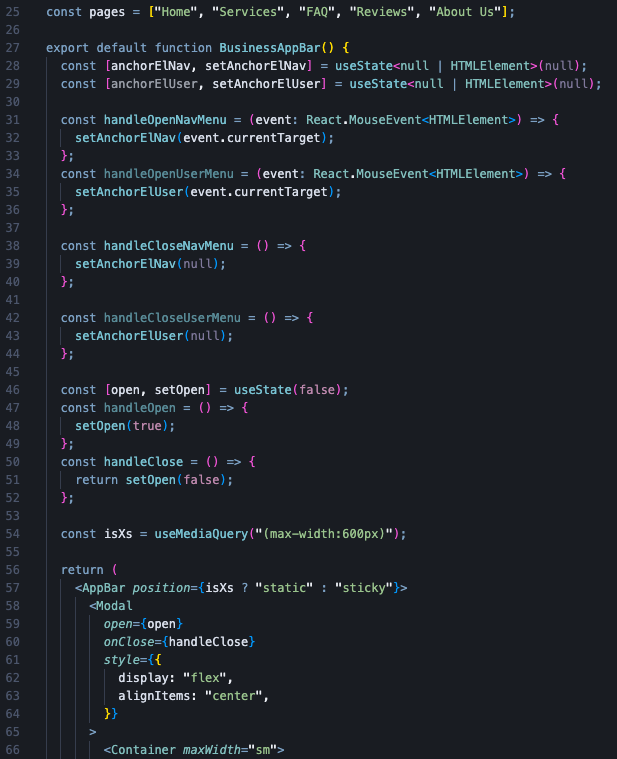 25 const pages = ["Home", "Services", "FAQ", "Reviews", "About Us"];
26
27 export default function BusinessAppBar() {
28   const [anchorElNav, setAnchorElNav] = useState<null | HTMLElement>(null);
29   const [anchorElUser, setAnchorElUser] = useState<null | HTMLElement>(null);
30
31   const handleOpenNavMenu = (event: React.MouseEvent<HTMLElement>) => {
32     setAnchorElNav(event.currentTarget);
33   };
34   const handleOpenUserMenu = (event: React.MouseEvent<HTMLElement>) => {
35     setAnchorElUser(event.currentTarget);
36   };
37
38   const handleCloseNavMenu = () => {
39     setAnchorElNav(null);
40   };
41
42   const handleCloseUserMenu = () => {
43     setAnchorElUser(null);
44   };
45
46   const [open, setOpen] = useState(false);
47   const handleOpen = () => {
48     setOpen(true);
49   };
50   const handleClose = () => {
51     return setOpen(false);
52   };
53
54   const isXs = useMediaQuery("(max-width:600px)");
55
56   return (
57     <AppBar position={isXs ? "static" : "sticky"}>
58       <Modal
59         open={open}
60         onClose={handleClose}
61         style={{
62           display: "flex",
63           alignItems: "center",
64         }}
65       >
66         <Container maxWidth="sm">